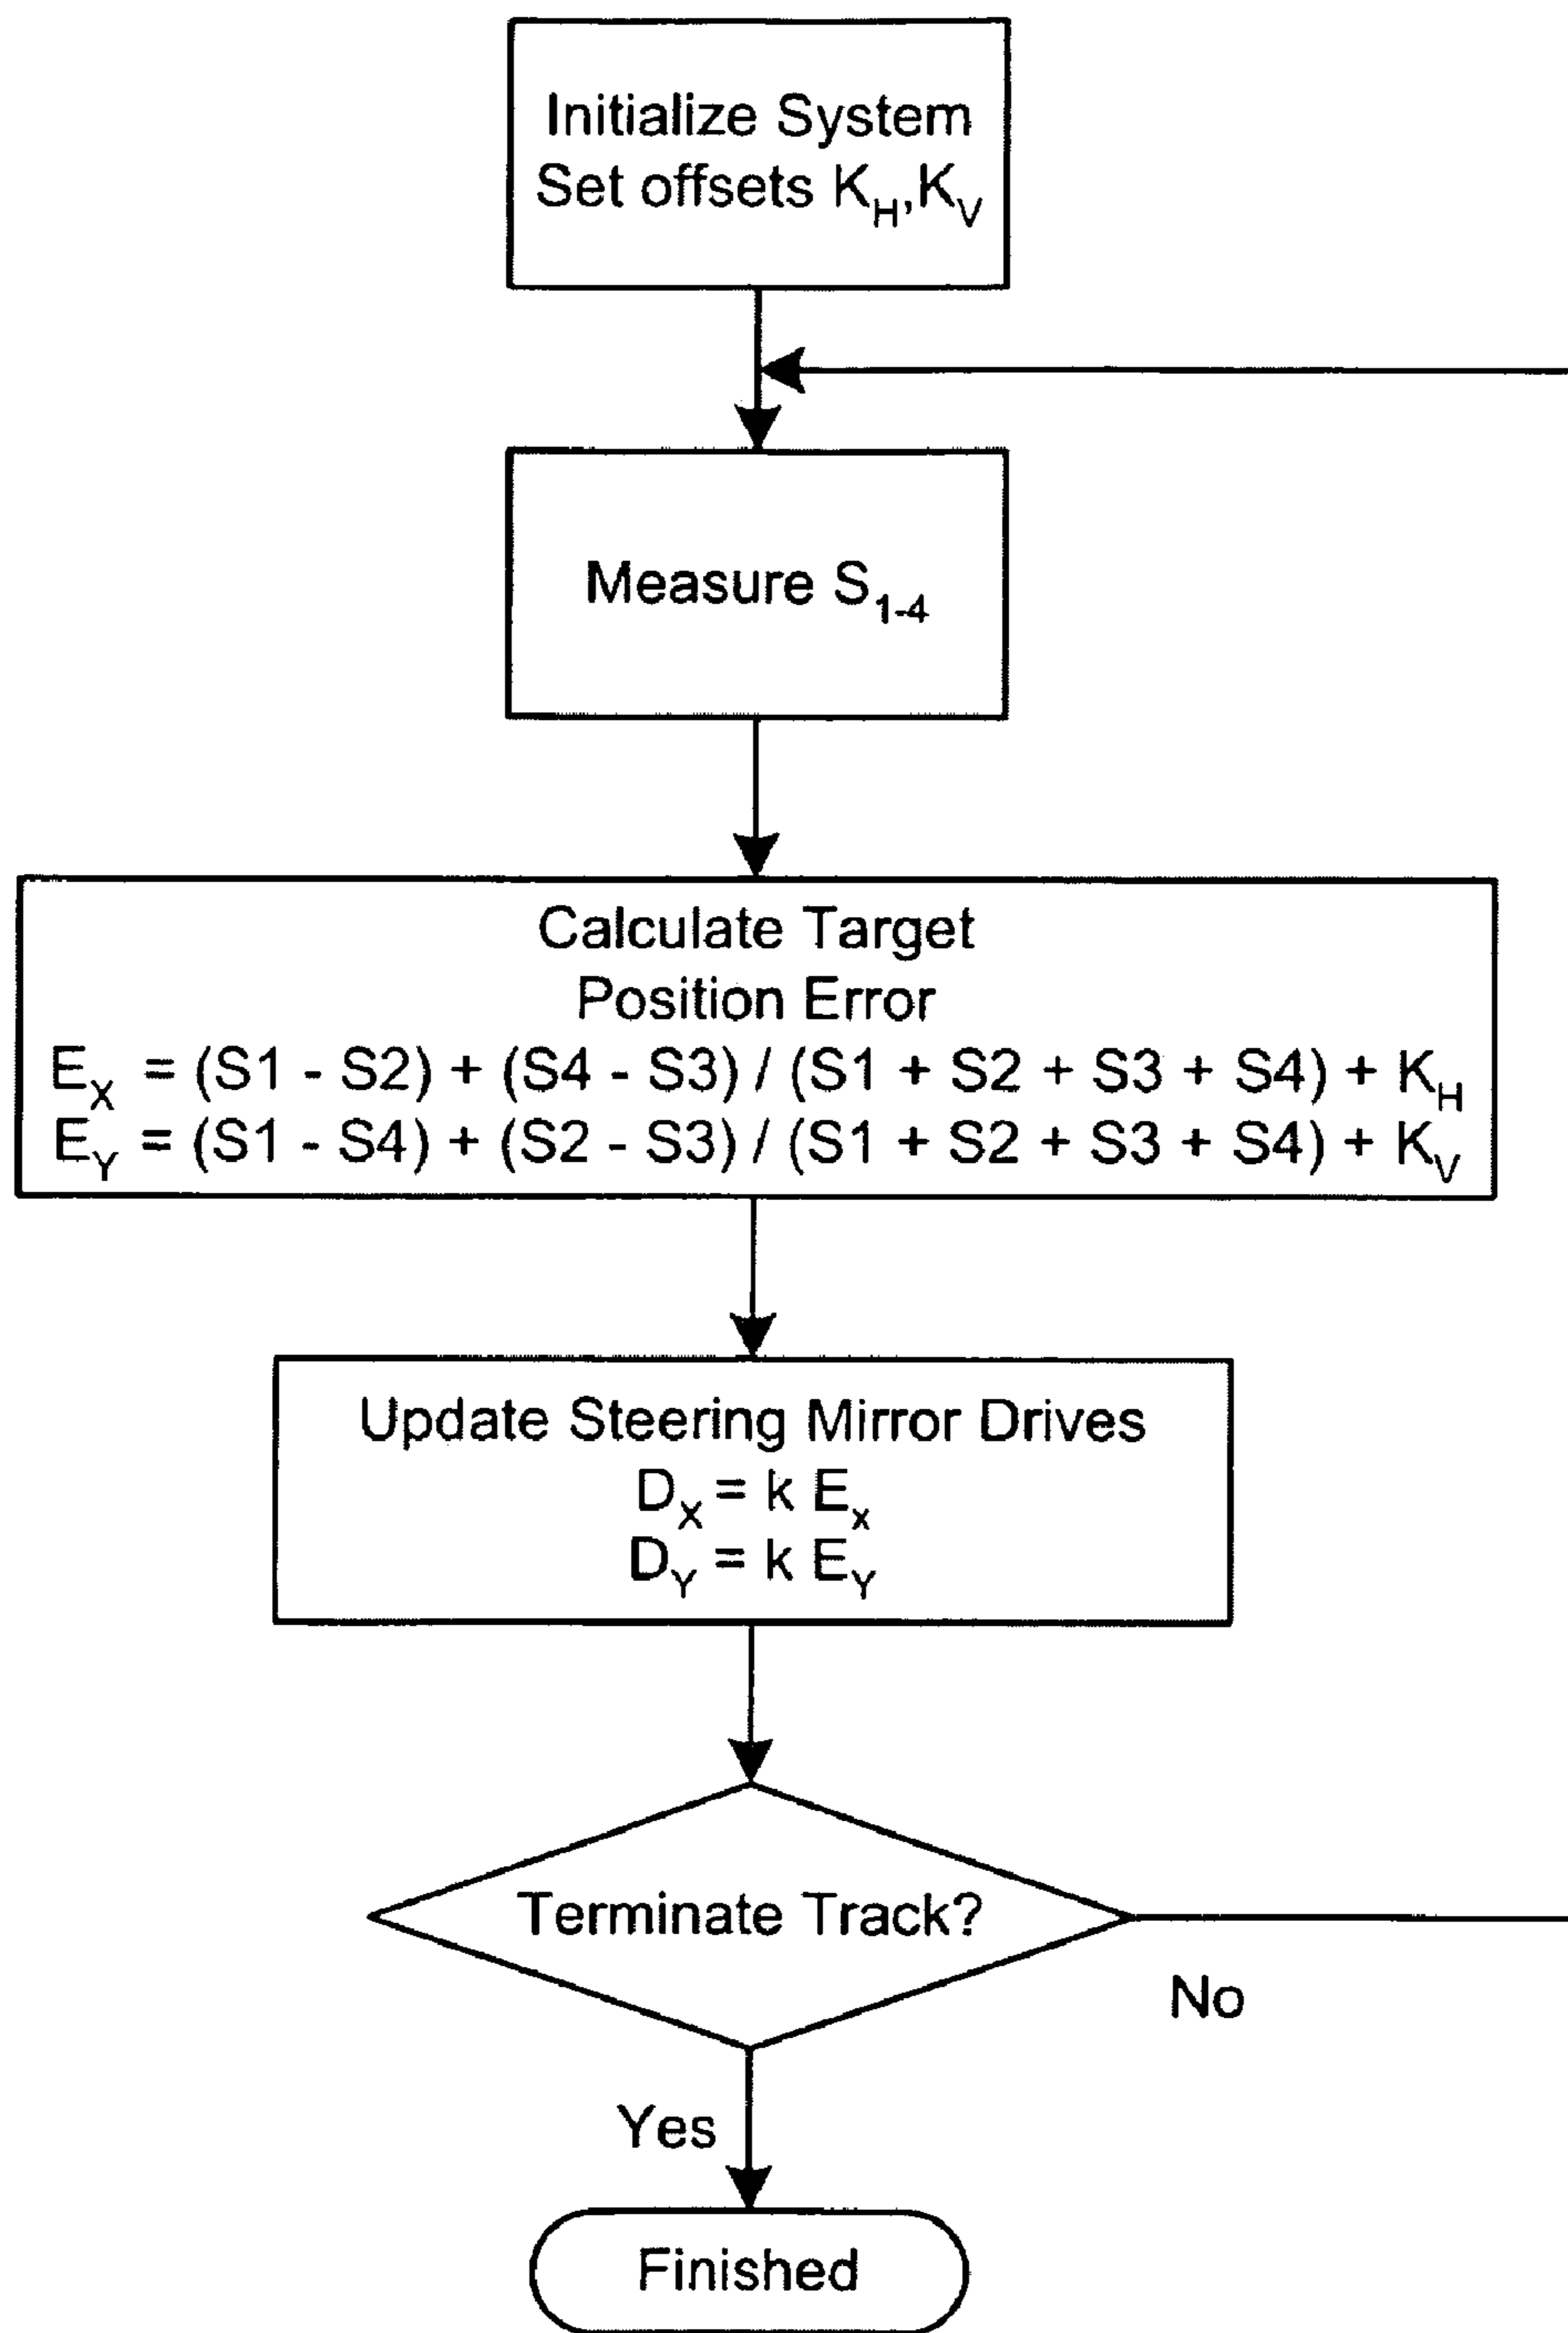 Initialize System
Set offsets K_H, K_V
Measure S_1-4
Calculate Target
Position Error
E_X = (S1 - S2) + (S4 - S3) / (S1 + S2 + S3 + S4) + K_H
E_Y = (S1 - S4) + (S2 - S3) / (S1 + S2 + S3 + S4) + K_V
Update Steering Mirror Drives
D_X = k E_x
D_Y = k E_Y
Terminate Track?
No
Yes
Finished